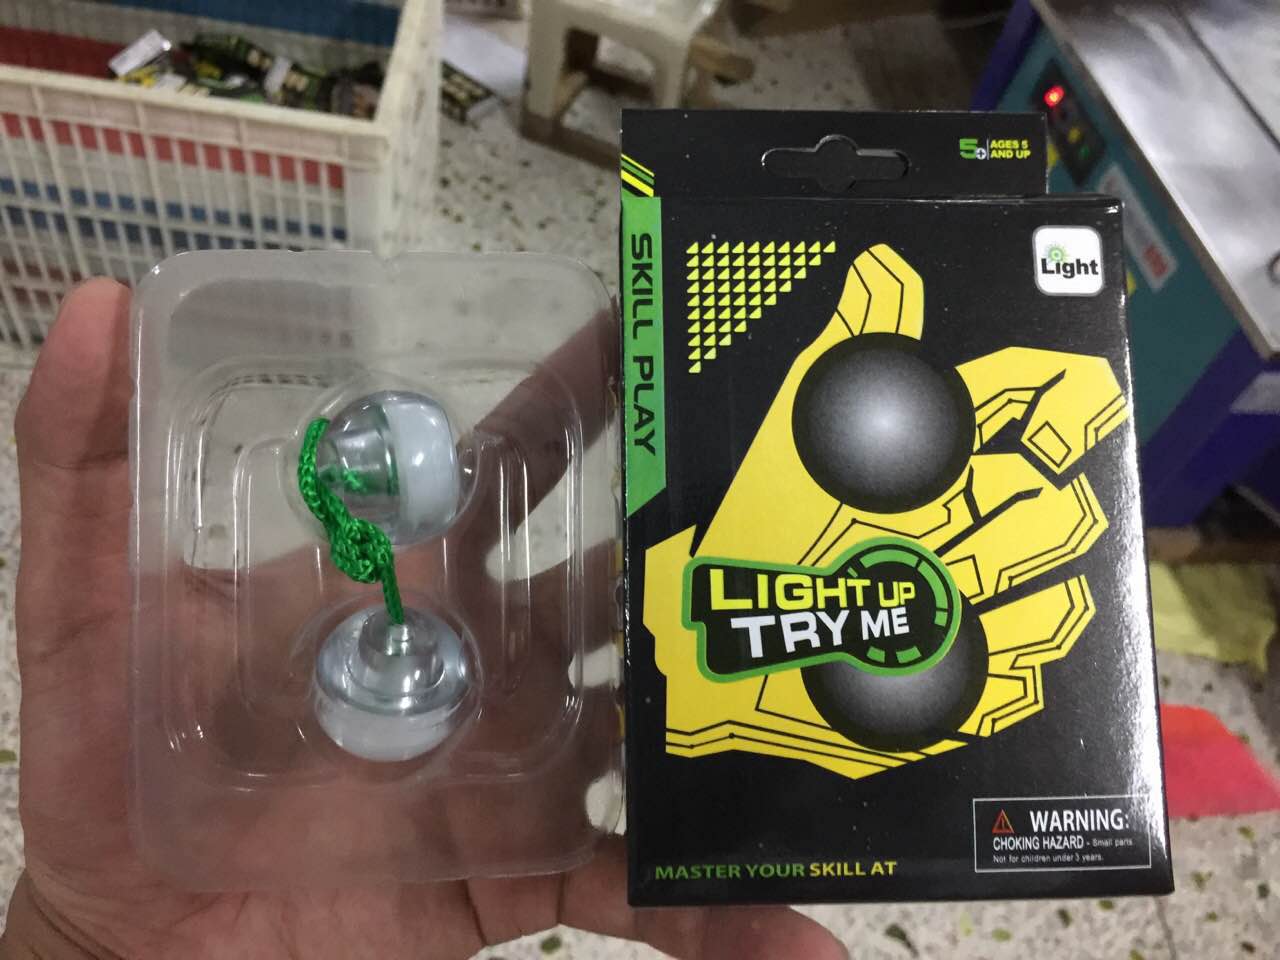 5+
AGES 5
AND UP
Light
SKILL PLAY
LIGHT UP
TRY ME
WARNING:
CHOKING HAZARD - Small parts
Not for children under 3 years.
MASTER YOUR SKILL AT